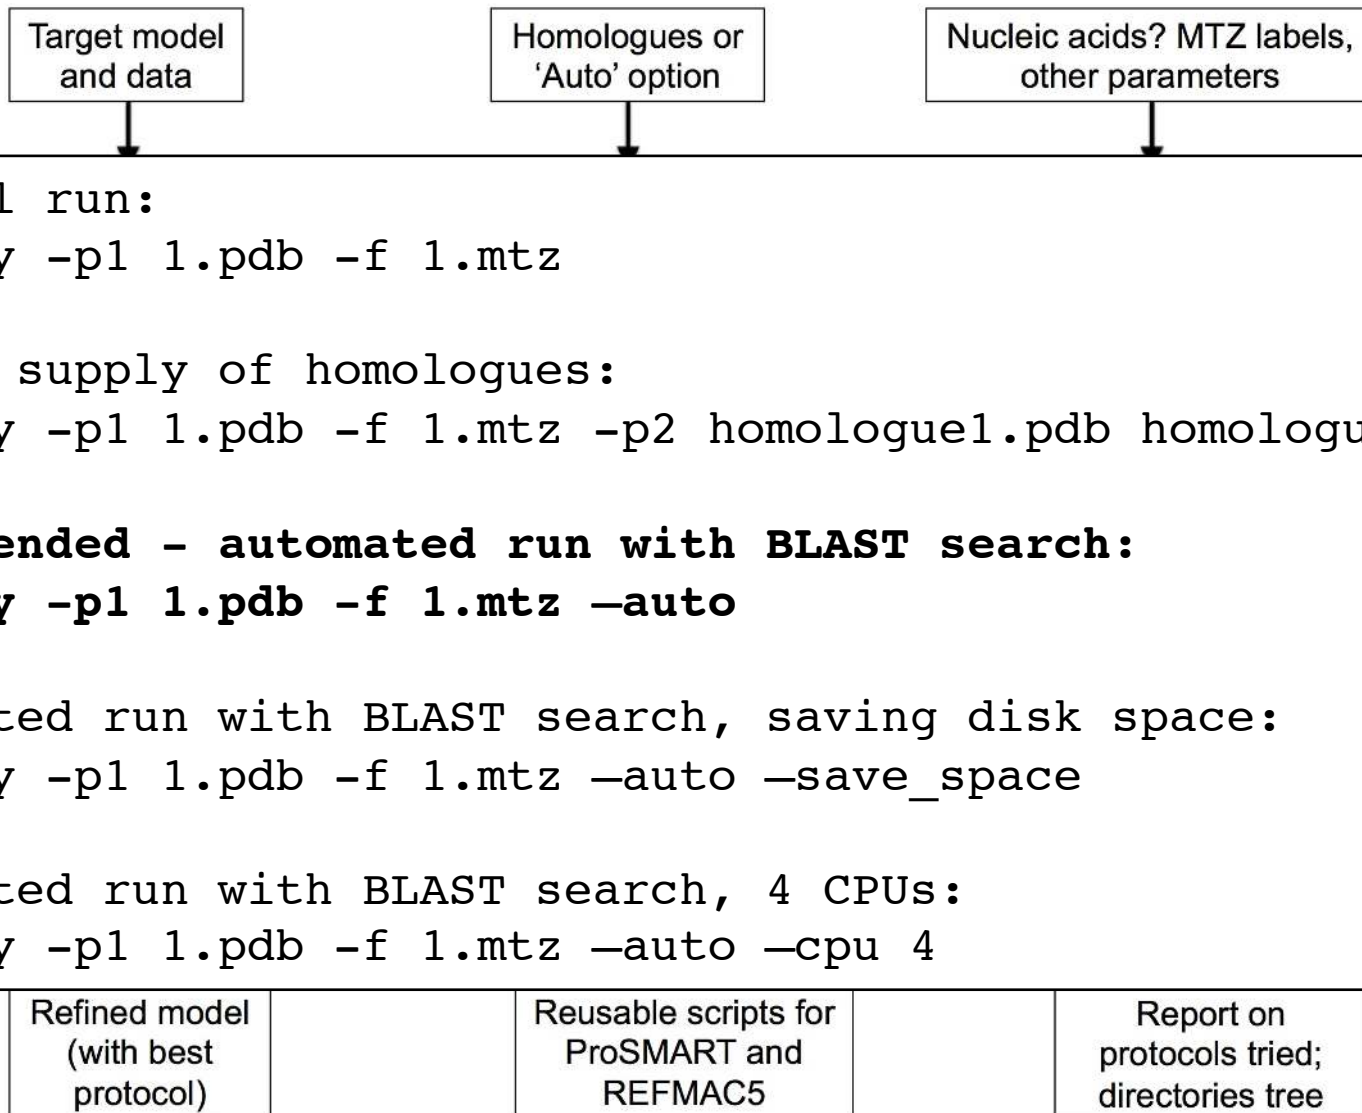 Target model
and data
Homologues or
'Auto' option
Nucleic acids? MTZ labels,
other parameters
run:
-p1 1.pdb -f 1.mtz
supply of homologues:
-p1 1.pdb -f 1.mtz -p2 homologue1.pdb
- automated run with BLAST search:
-p1 1.pdb -f 1.mtz —auto
run with BLAST search, saving disk space:
-p1 1.pdb -f 1.mtz —auto —save_space
run with BLAST search, 4 CPUs:
-p1 1.pdb -f 1.mtz —auto —cpu 4
Refined model
(with best
protocol)
Reusable scripts for
ProSMART and
REFMAC5
Report on
protocols tried;
directories tree